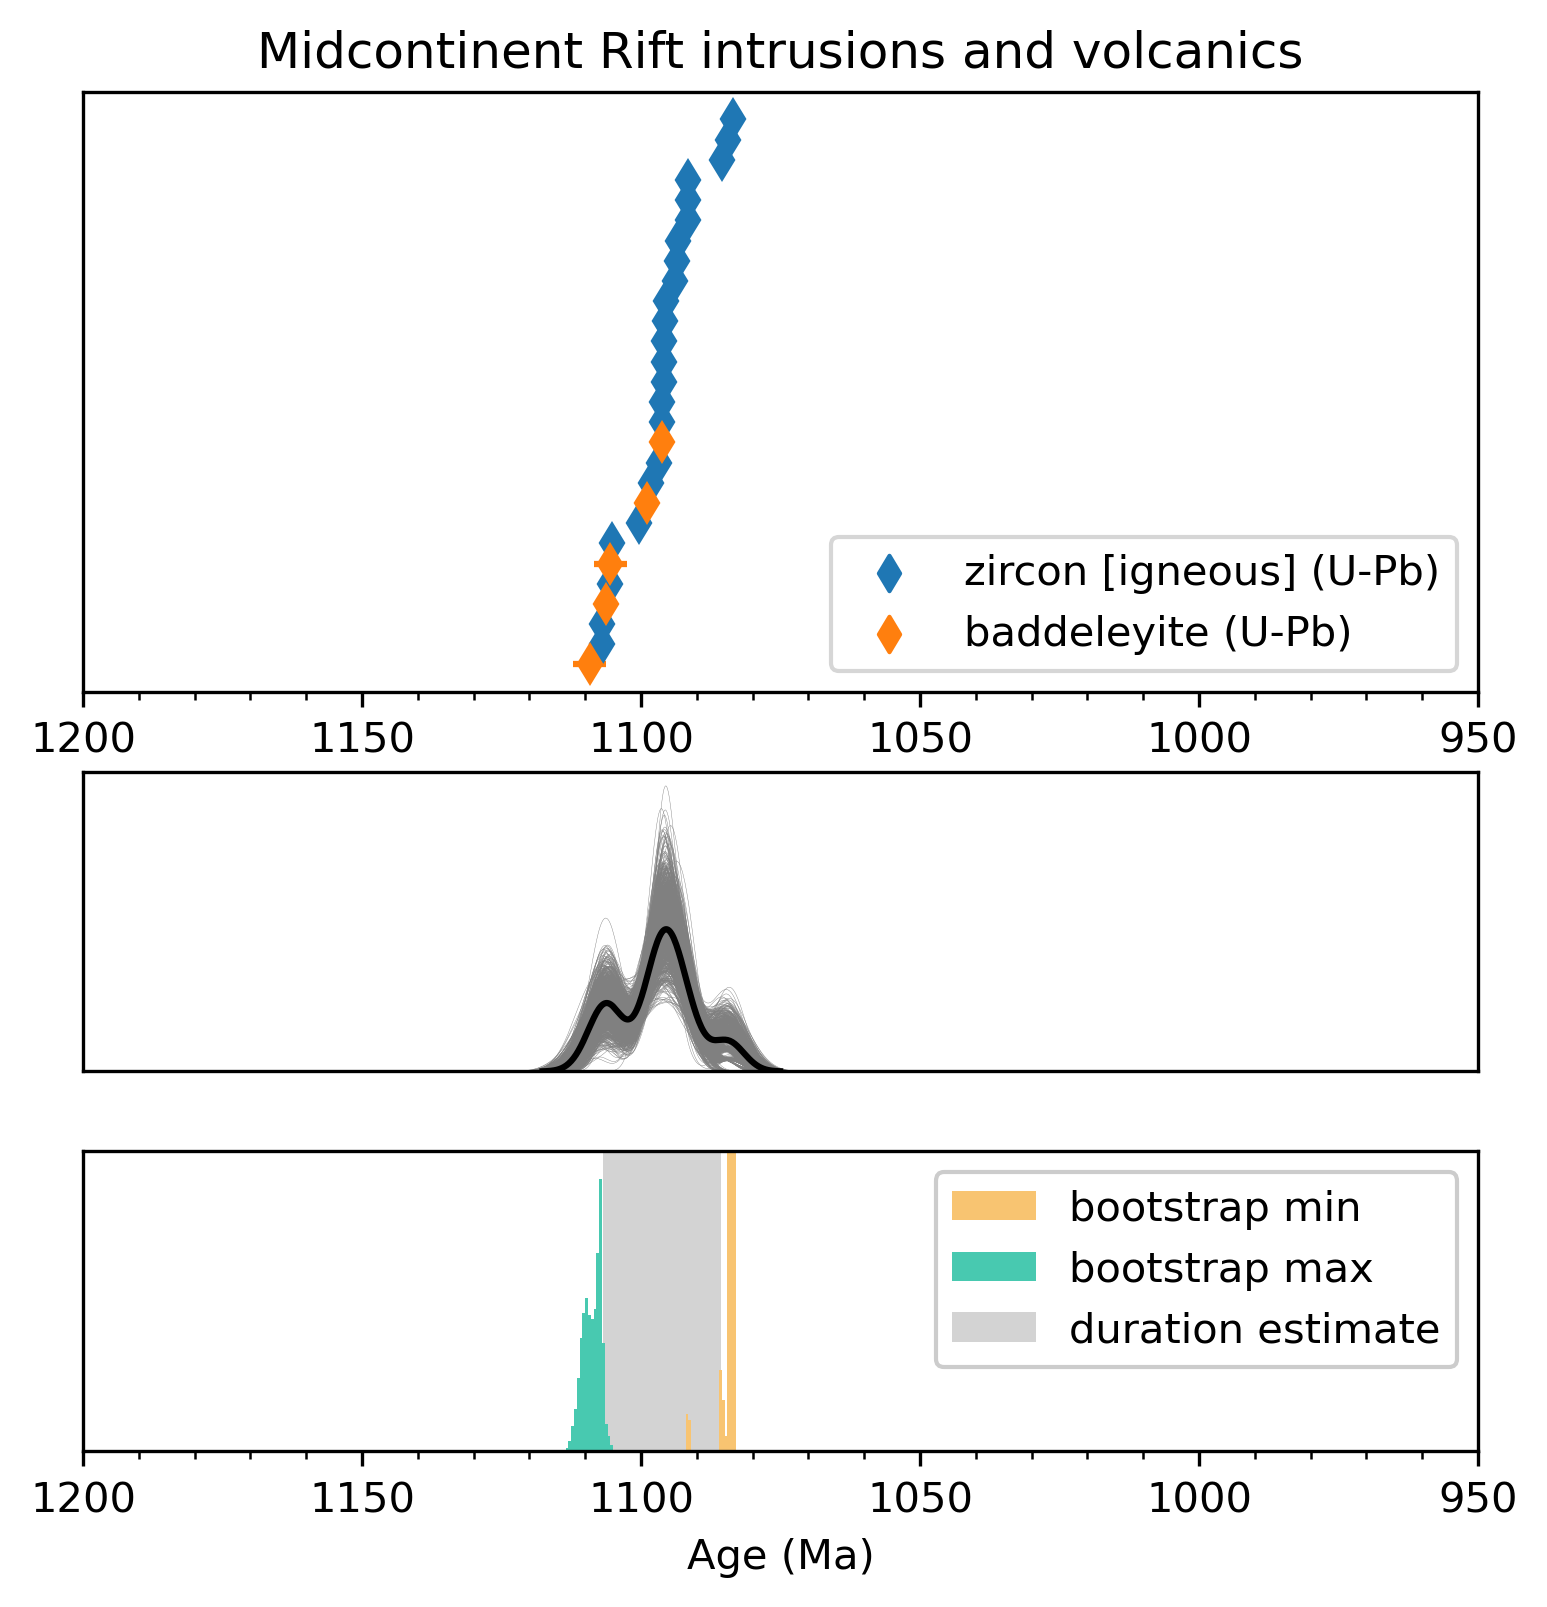 Midcontinent Rift intrusions and volcanics
zircon [igneous] (U-Pb)
baddeleyite (U-Pb)
1200 1150 1100 1050 1000 950
bootstrap min
bootstrap max
duration estimate
1200 1150 1100 1050 1000 950
Age (Ma)